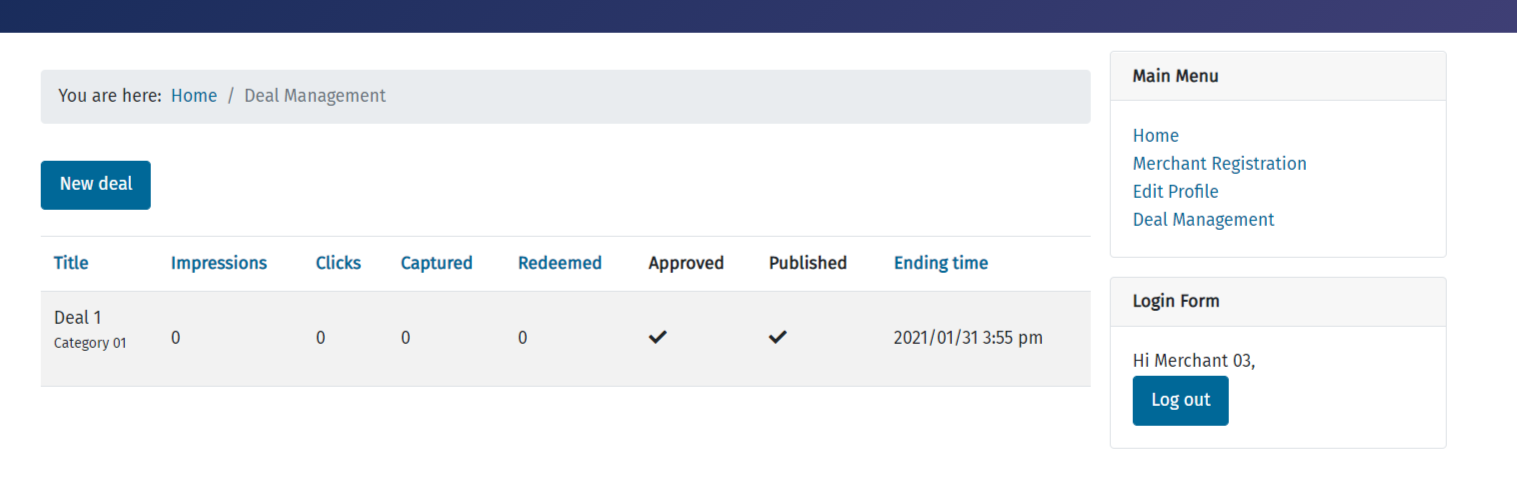 You are here: Home / Deal Management
New deal
Title Impressions Clicks Captured Redeemed Approved Published Ending time
Deal 1
Category 01
0 0 0 0 2021/01/31 3:55 pm
Main Menu
Home
Merchant Registration
Edit Profile
Deal Management
Login Form
Hi Merchant 03,
Log out